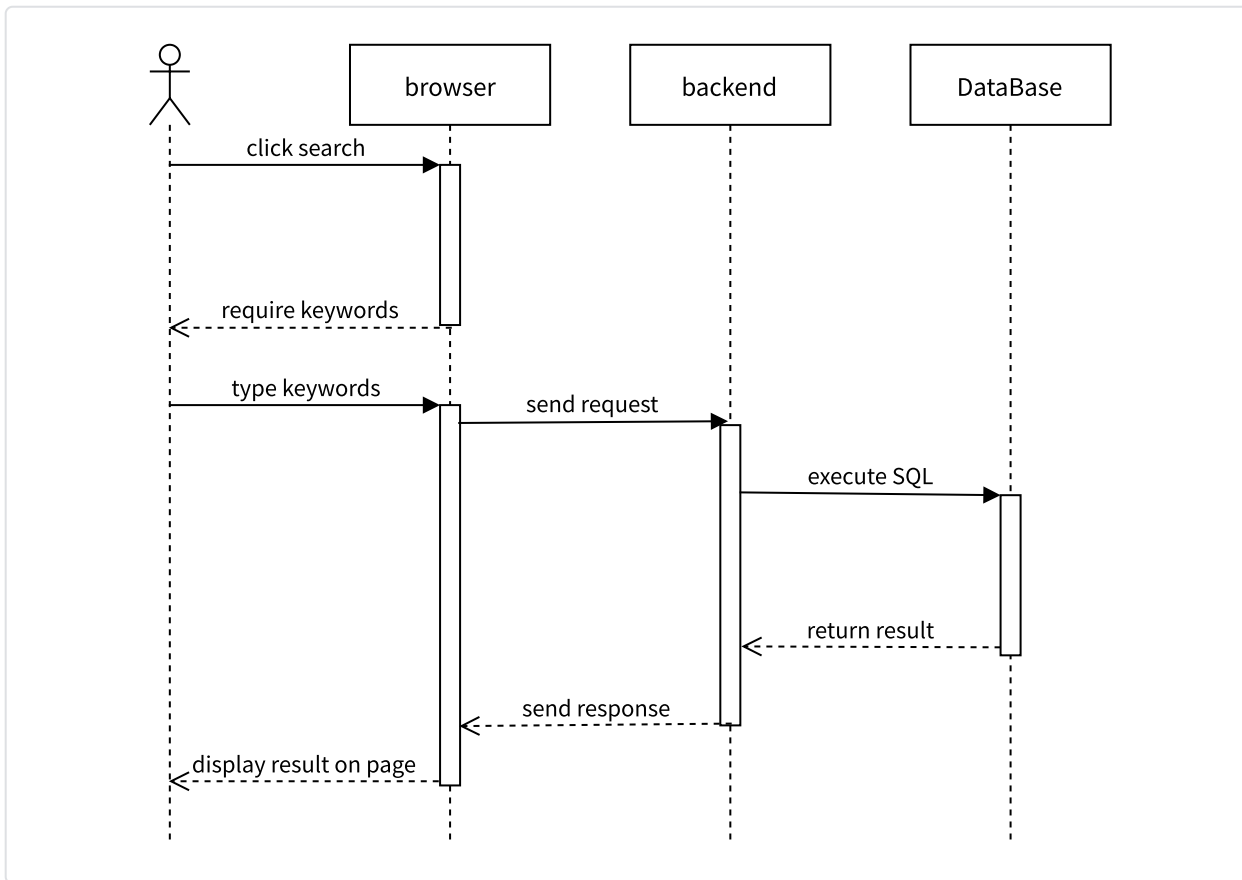 browser
backend
DataBase
click search
require keywords
type keywords
send request
execute SQL
return result
send response
display result on page